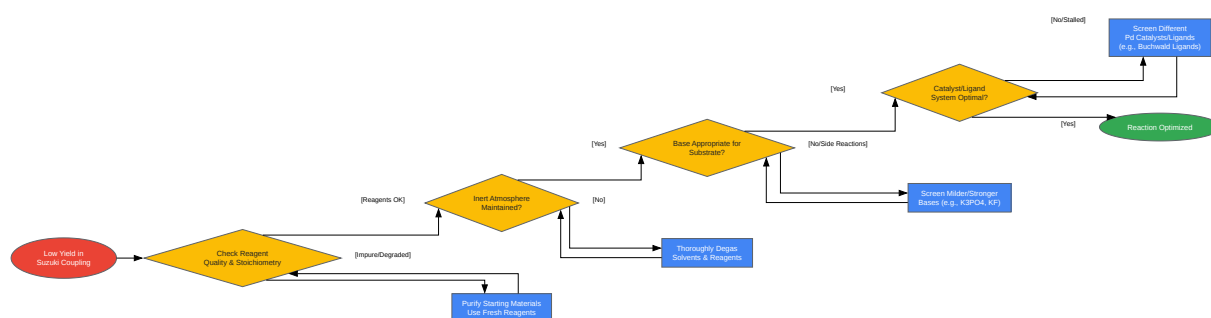 [No/Stalled]
Screen Different
Pd Catalysts/Ligands
(e.g., Buchwald Ligands)
[Yes]
Catalyst/Ligand
System Optimal?
[Yes]
Reaction Optimized
[Yes]
Base Appropriate for
Substrate?
[No/Side Reactions]
Screen Milder/Stronger
Bases (e.g., K3PO4, KF)
[Reagents OK]
Inert Atmosphere
Maintained?
[No]
Thoroughly Degas
Solvents & Reagents
Low Yield in
Suzuki Coupling
Check Reagent
Quality & Stoichiometry
[Impure/Degraded]
Purify Starting Materials
Use Fresh Reagents